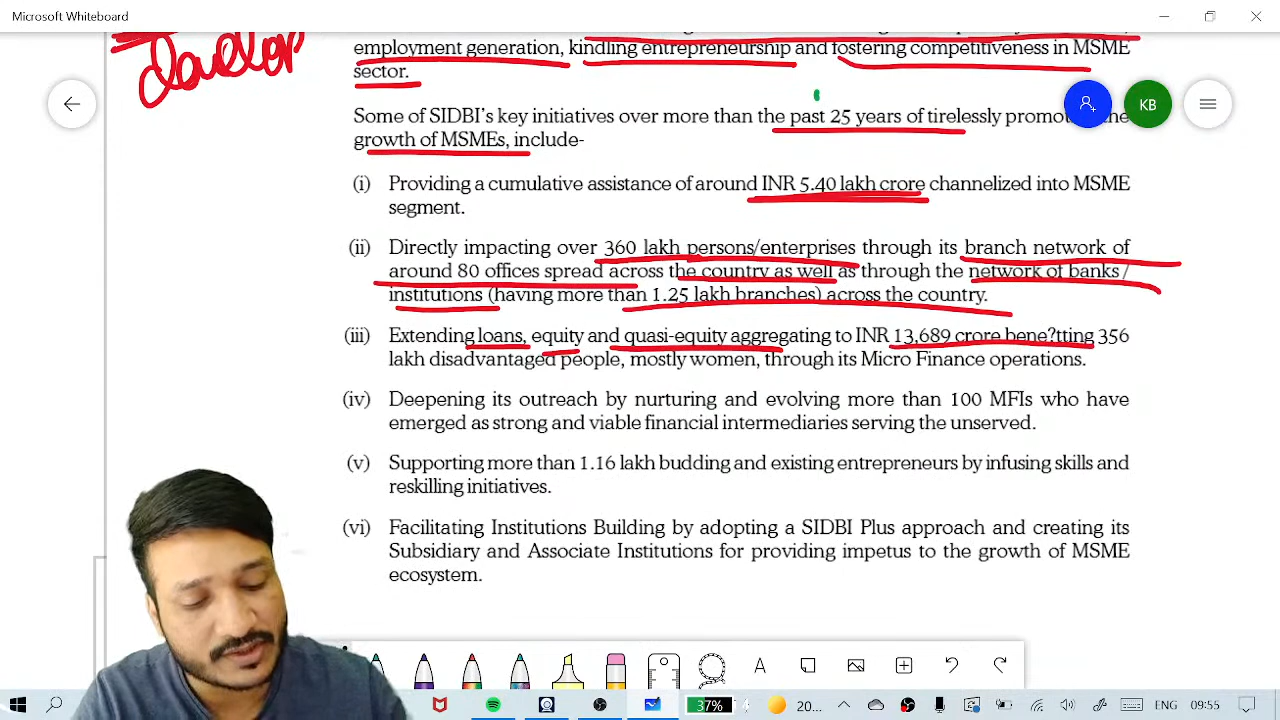 Microsoft Whiteboard
Develop
employment generation, kindling entrepreneurship and fostering competitiveness in MSME
sector.
KB
Some of SIDBI's key initiatives over more than the past 25 years of tirelessly promo
growth of MSMEs, include-
(i) Providing a cumulative assistance of around INR 5.40 lakh crore channelized into MSME
segment.
(ii) Directly impacting over 360 lakh persons/enterprises through its branch network of
around 80 offices spread across the country as well as through the network of banks /
institutions (having more than 1.25 lakh branches) across the country.
(iii) Extending loans, equity and quasi-equity aggregating to INR 13,689 crore bene?tting 356
lakh disadvantaged people, mostly women, through its Micro Finance operations.
(iv) Deepening its outreach by nurturing and evolving more than 100 MFIs who have
emerged as strong and viable financial intermediaries serving the unserved.
(v) Supporting more than 1.16 lakh budding and existing entrepreneurs by infusing skills and
reskilling initiatives.
(vi) Facilitating Institutions Building by adopting a SIDBI Plus approach and creating its
Subsidiary and Associate Institutions for providing impetus to the growth of MSME
ecosystem.
A
37% 20... ENG 09:55